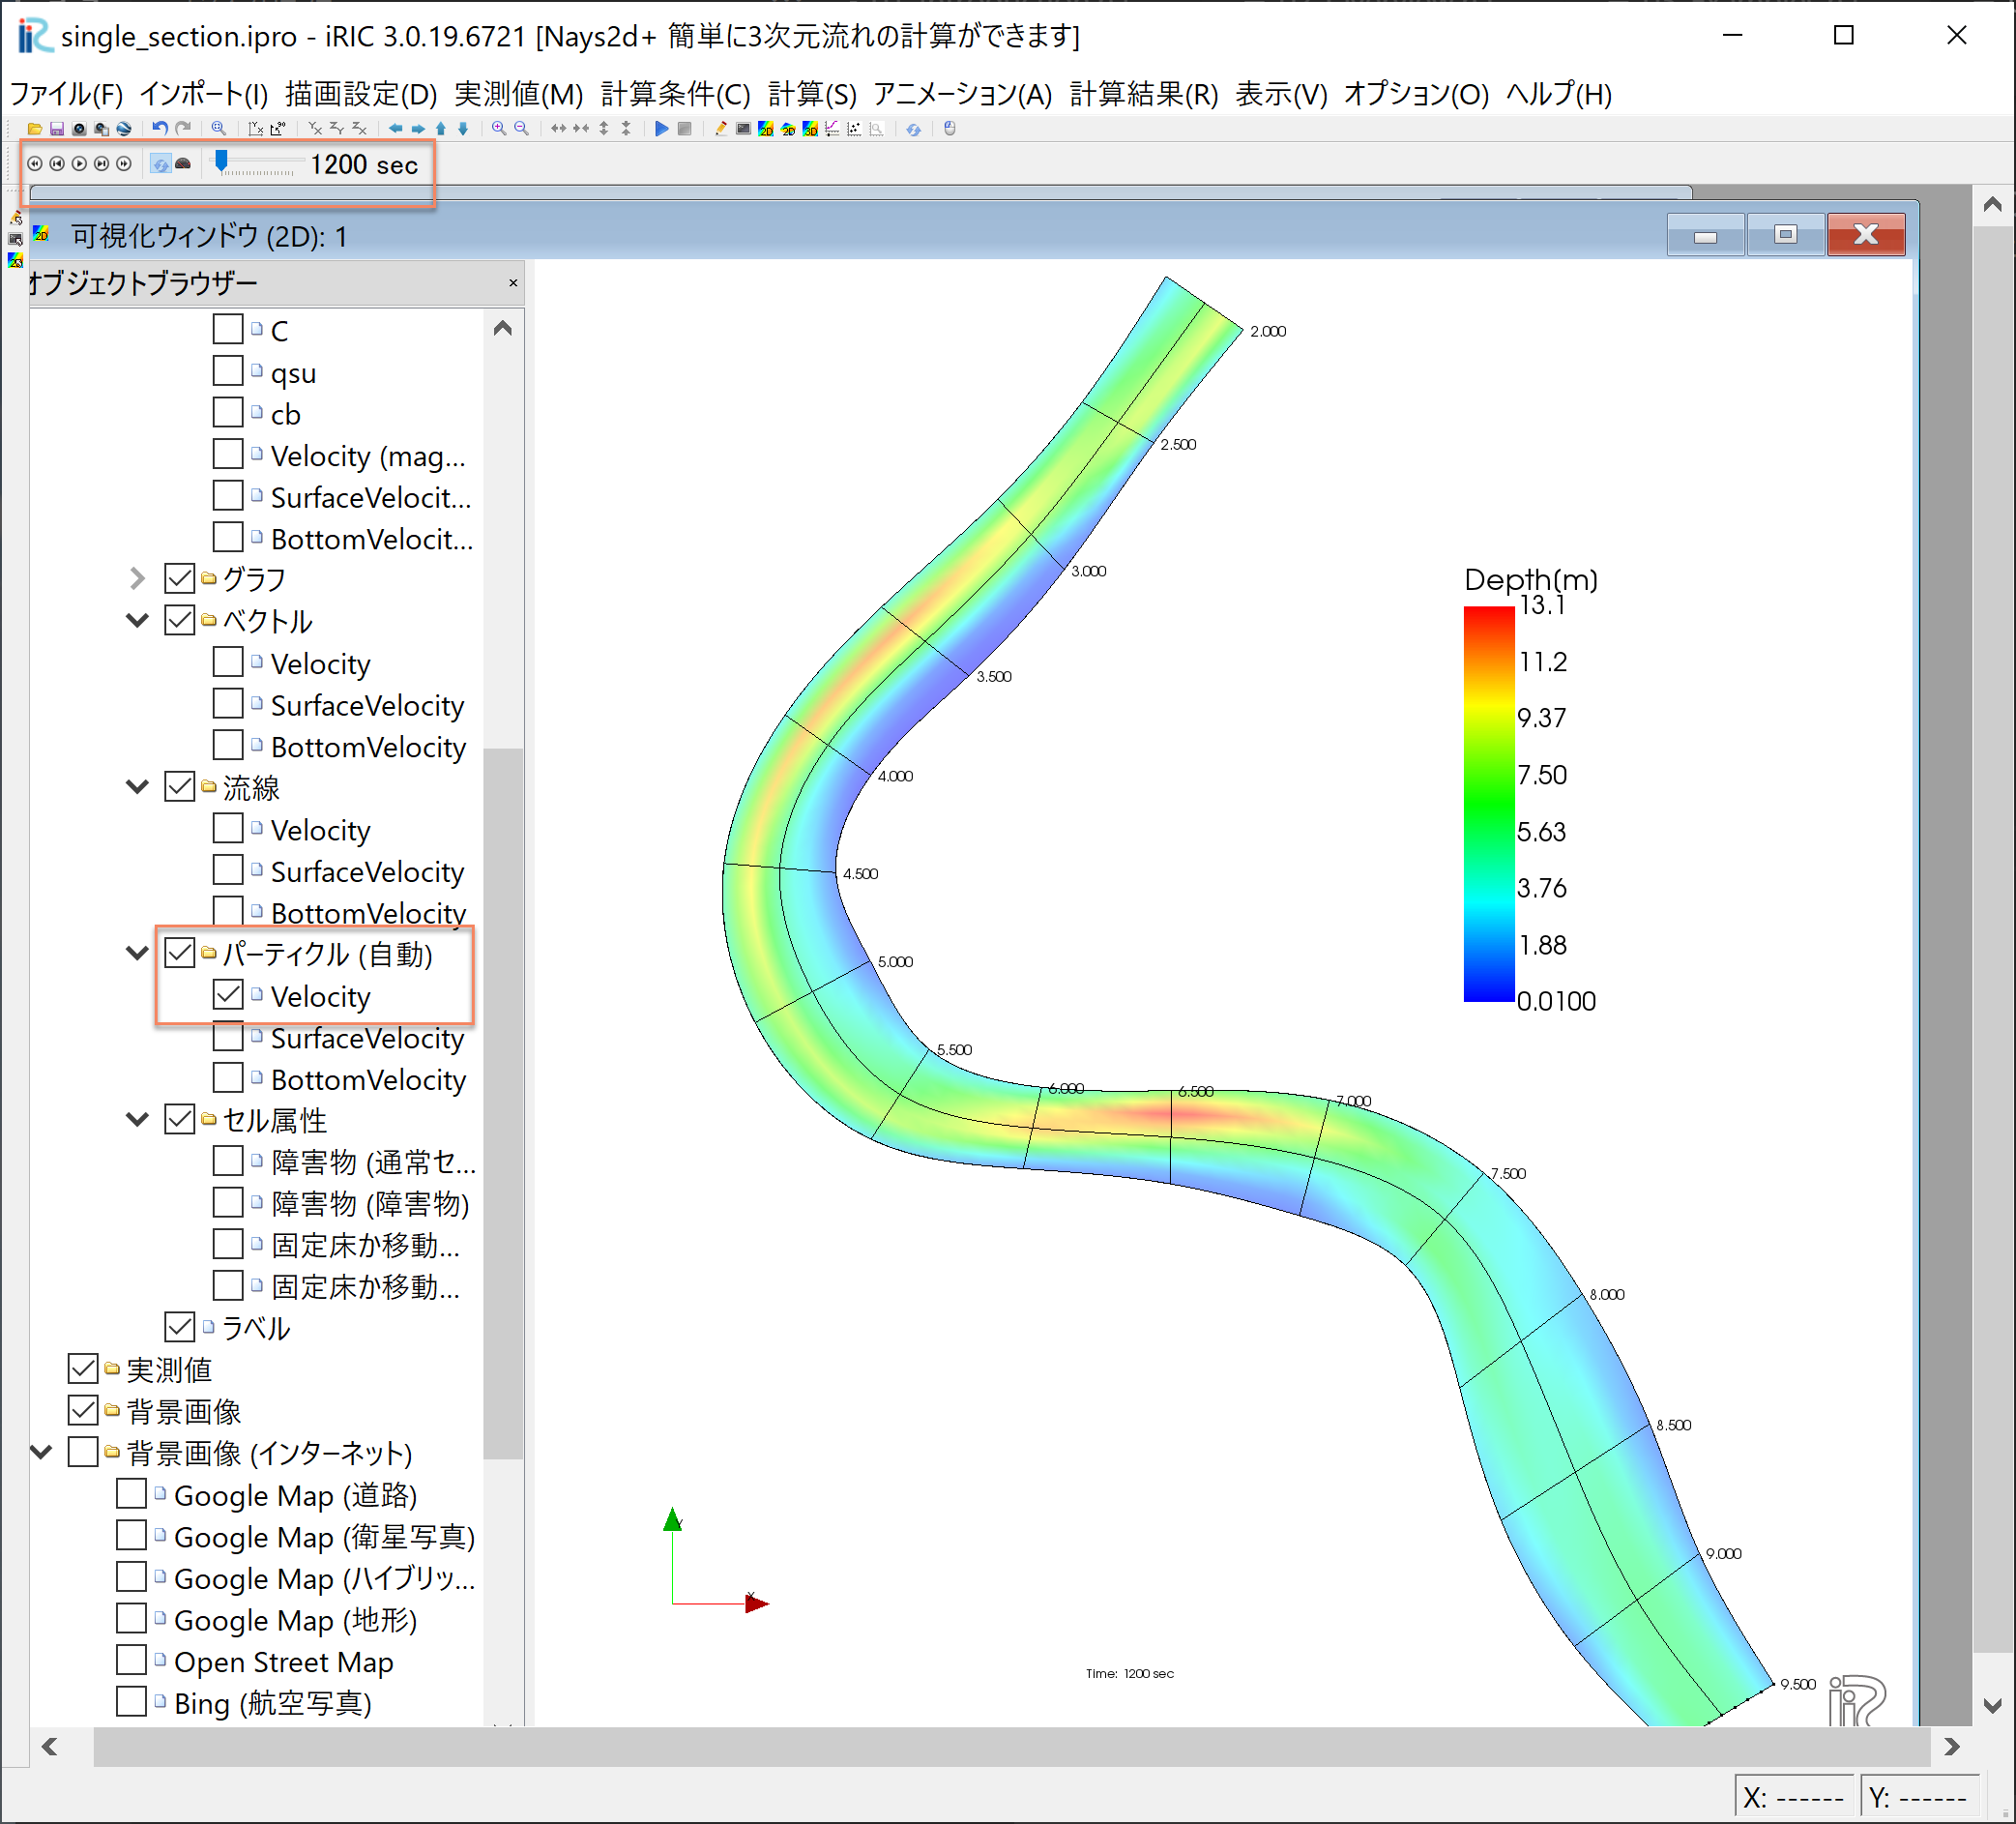 single_section.ipro - iRIC 3.0.19.6721 [Nays2d+ 簡単に3次元流れの計算ができます]
ファイル(F) インポート(I) 描画設定(D) 実測値(M) 計算条件(C) 計算(S) アニメーション(A) 計算結果(R) 表示(V) オプション(O) ヘルプ(H)
1200 sec
可視化ウィンドウ (2D): 1
オブジェクトブラウザー
C
qsu
cb
Velocity (mag...
SurfaceVelocit...
BottomVelocit...
グラフ
ベクトル
Velocity
SurfaceVelocity
BottomVelocity
流線
Velocity
SurfaceVelocity
BottomVelocity
パーティクル (自動)
Velocity
SurfaceVelocity
BottomVelocity
セル属性
障害物 (通常セ...
障害物 (障害物)
固定床か移動...
固定床か移動...
ラベル
実測値
背景画像
背景画像 (インターネット)
Google Map (道路)
Google Map (衛星写真)
Google Map (ハイブリッ...
Google Map (地形)
Open Street Map
Bing (航空写真)
2.000
2.500
3.000
3.500
4.000
4.500
5.000
5.500
6.000
6.500
7.000
7.500
8.000
8.500
9.000
9.500
Depth(m)
13.1
11.2
9.37
7.50
5.63
3.76
1.88
0.0100
Y
X
Time: 1200 sec
X: ------
Y: ------